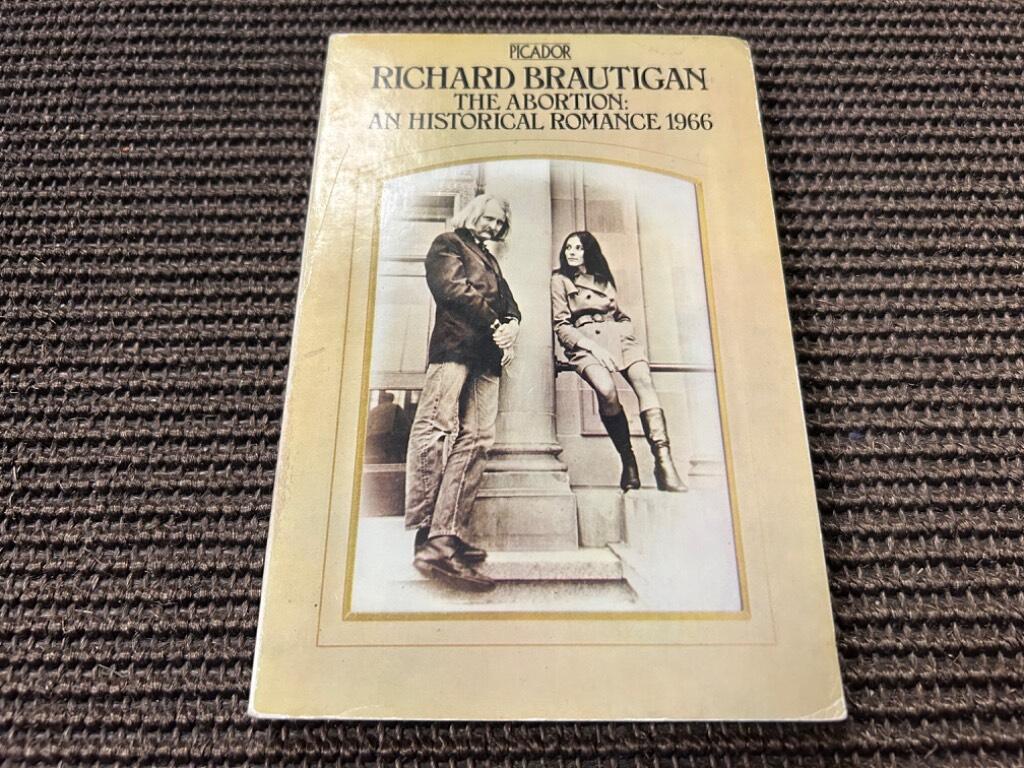 PICADOR
RICHARD BRAUTIGAN
THE ABORTION:
AN HISTORICAL ROMANCE 1966